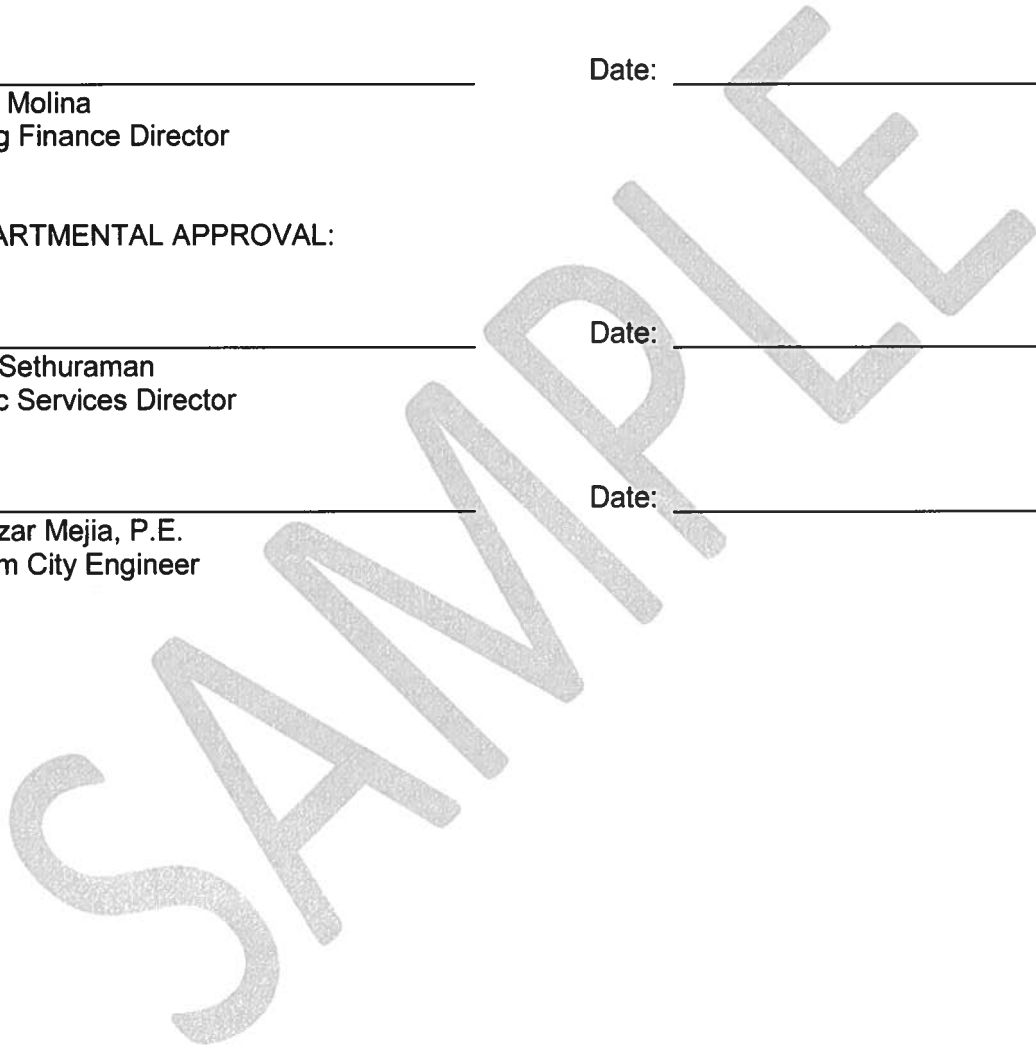 Date:
Molina
g Finance Director
ARTMENTAL APPROVAL:
Date:
Sethuraman
c Services Director
Date:
zar Mejia, P.E.
m City Engineer
SAMPLE